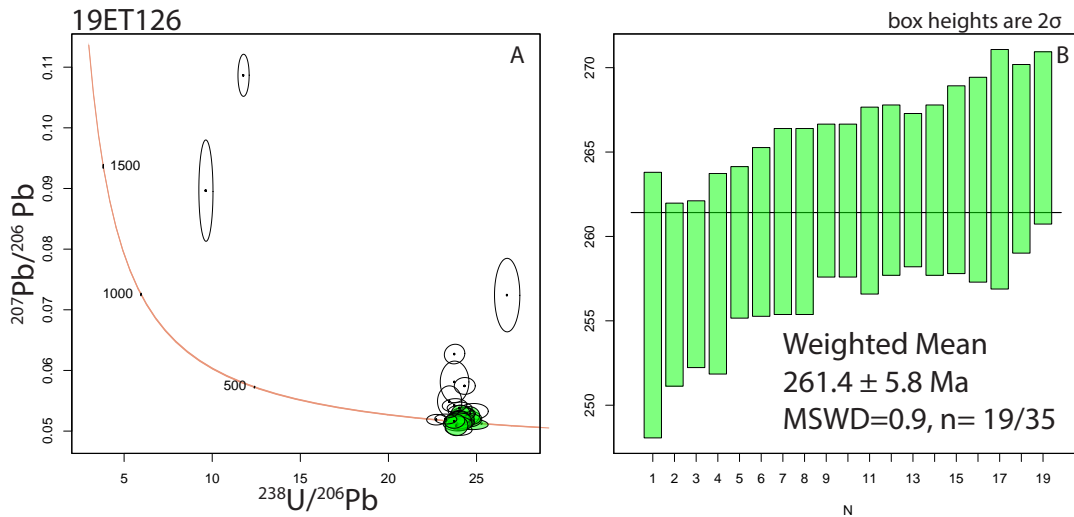 19ET126
box heights are 2σ
A
B
0.11
0.10
0.09
0.08
0.07
0.06
0.05
207Pb/206 Pb
1500
1000
500
5
10
15
20
25
238U/206Pb
270
265
260
255
250
Weighted Mean
261.4 ± 5.8 Ma
MSWD=0.9, n= 19/35
1 2 3 4 5 6 7 8 9 11 13 15 17 19
N